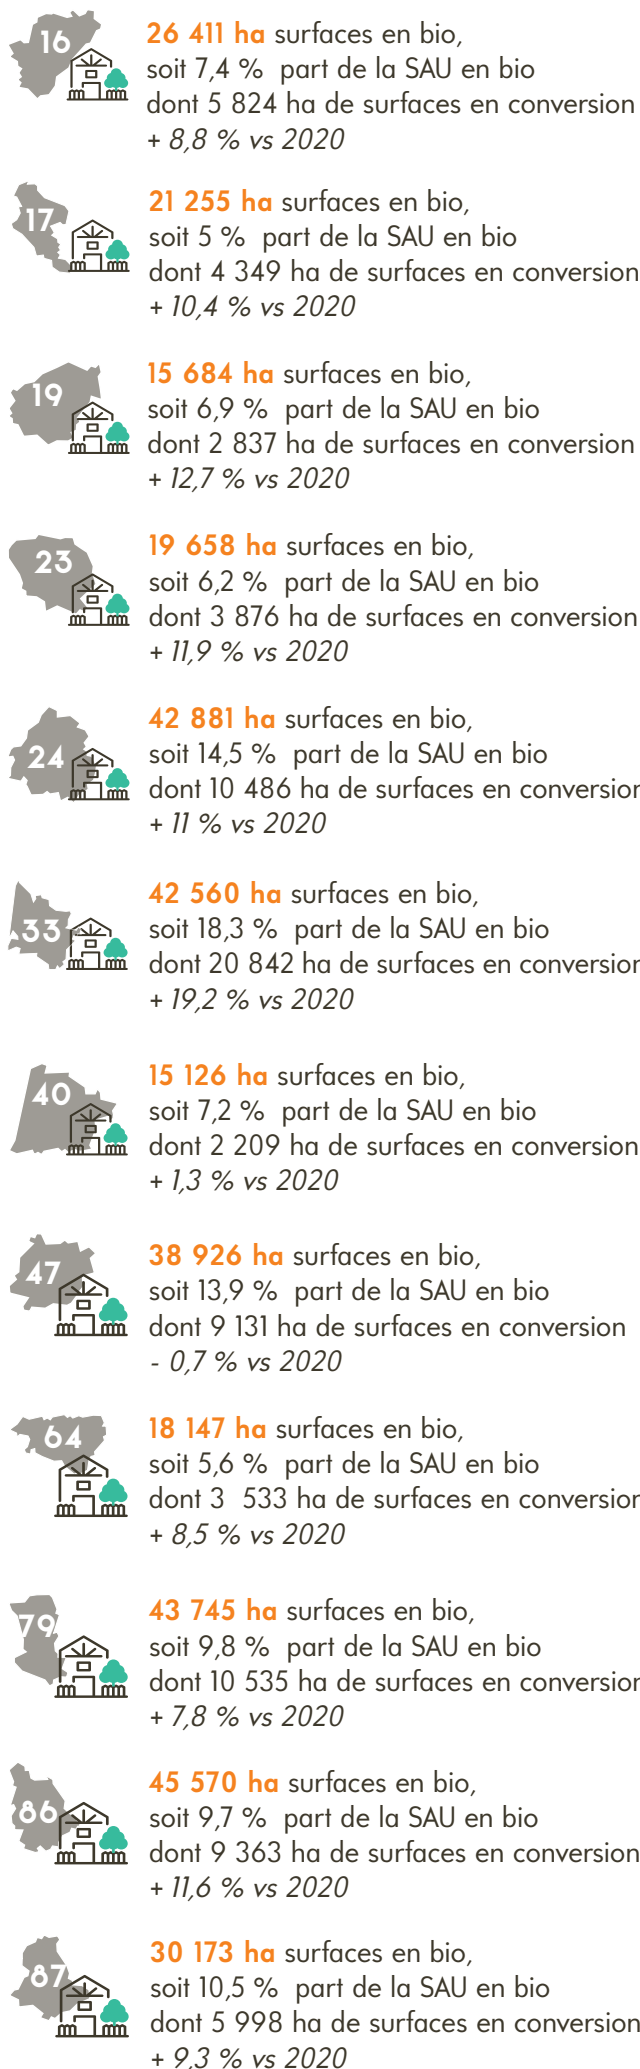 16
26 411 ha surfaces en bio,
soit 7,4 % part de la SAU en bio
dont 5 824 ha de surfaces en conversion
+ 8,8 % vs 2020
17
21 255 ha surfaces en bio,
soit 5 % part de la SAU en bio
dont 4 349 ha de surfaces en conversion
+ 10,4 % vs 2020
19
15 684 ha surfaces en bio,
soit 6,9 % part de la SAU en bio
dont 2 837 ha de surfaces en conversion
+ 12,7 % vs 2020
23
19 658 ha surfaces en bio,
soit 6,2 % part de la SAU en bio
dont 3 876 ha de surfaces en conversion
+ 11,9 % vs 2020
24
42 881 ha surfaces en bio,
soit 14,5 % part de la SAU en bio
dont 10 486 ha de surfaces en conversion
+ 11 % vs 2020
33
42 560 ha surfaces en bio,
soit 18,3 % part de la SAU en bio
dont 20 842 ha de surfaces en conversion
+ 19,2 % vs 2020
40
15 126 ha surfaces en bio,
soit 7,2 % part de la SAU en bio
dont 2 209 ha de surfaces en conversion
+ 1,3 % vs 2020
47
38 926 ha surfaces en bio,
soit 13,9 % part de la SAU en bio
dont 9 131 ha de surfaces en conversion
- 0,7 % vs 2020
64
18 147 ha surfaces en bio,
soit 5,6 % part de la SAU en bio
dont 3 533 ha de surfaces en conversion
+ 8,5 % vs 2020
79
43 745 ha surfaces en bio,
soit 9,8 % part de la SAU en bio
dont 10 535 ha de surfaces en conversion
+ 7,8 % vs 2020
86
45 570 ha surfaces en bio,
soit 9,7 % part de la SAU en bio
dont 9 363 ha de surfaces en conversion
+ 11,6 % vs 2020
87
30 173 ha surfaces en bio,
soit 10,5 % part de la SAU en bio
dont 5 998 ha de surfaces en conversion
+ 9,3 % vs 2020